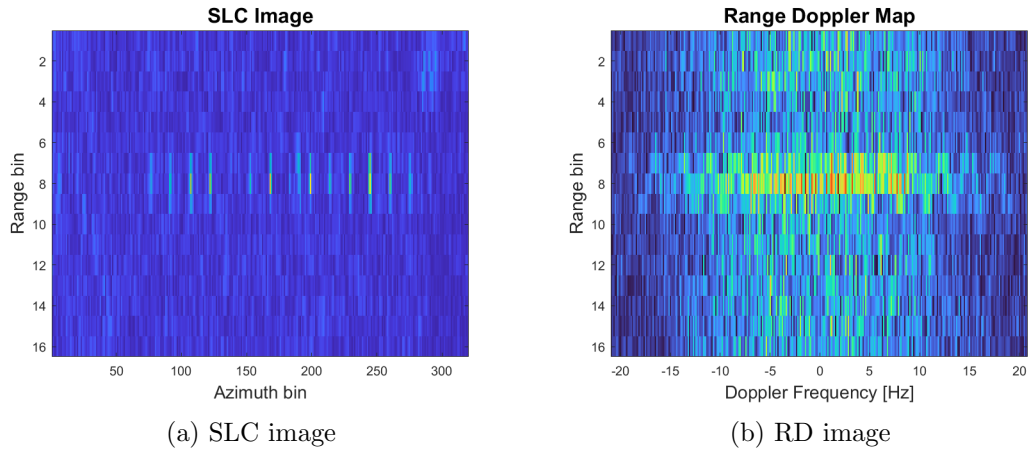 SLC Image
2
4
6
8
10
12
14
16
Range bin
50 100 150 200 250 300
Azimuth bin
(a) SLC image
Range Doppler Map
2
4
6
8
10
12
14
16
Range bin
-20 -15 -10 -5 0 5 10 15 20
Doppler Frequency [Hz]
(b) RD image